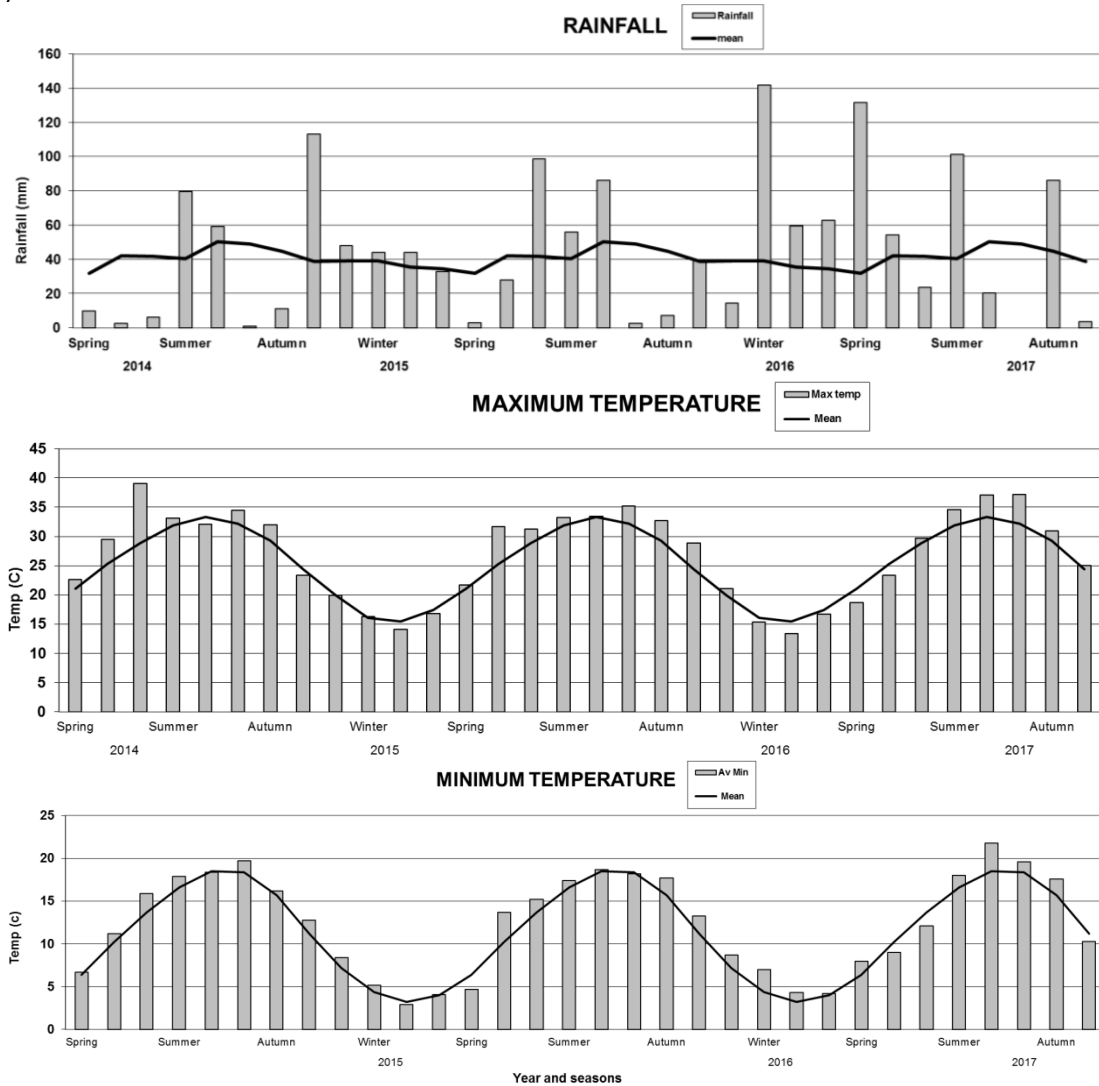 RAINFALL
Rainfall
mean
160
140
120
100
80
60
40
20
0
Rainfall (mm)
Spring Summer Autumn Winter Spring Summer Autumn Winter Spring Summer Autumn
2014 2015 2016 2017
MAXIMUM TEMPERATURE
Max temp
Mean
45
40
35
30
25
20
15
10
5
0
Temp (C)
Spring Summer Autumn Winter Spring Summer Autumn Winter Spring Summer Autumn
2014 2015 2016 2017
MINIMUM TEMPERATURE
Av Min
Mean
25
20
15
10
5
0
Temp (c)
Spring Summer Autumn Winter Spring Summer Autumn Winter Spring Summer Autumn
2015 2016 2017
Year and seasons